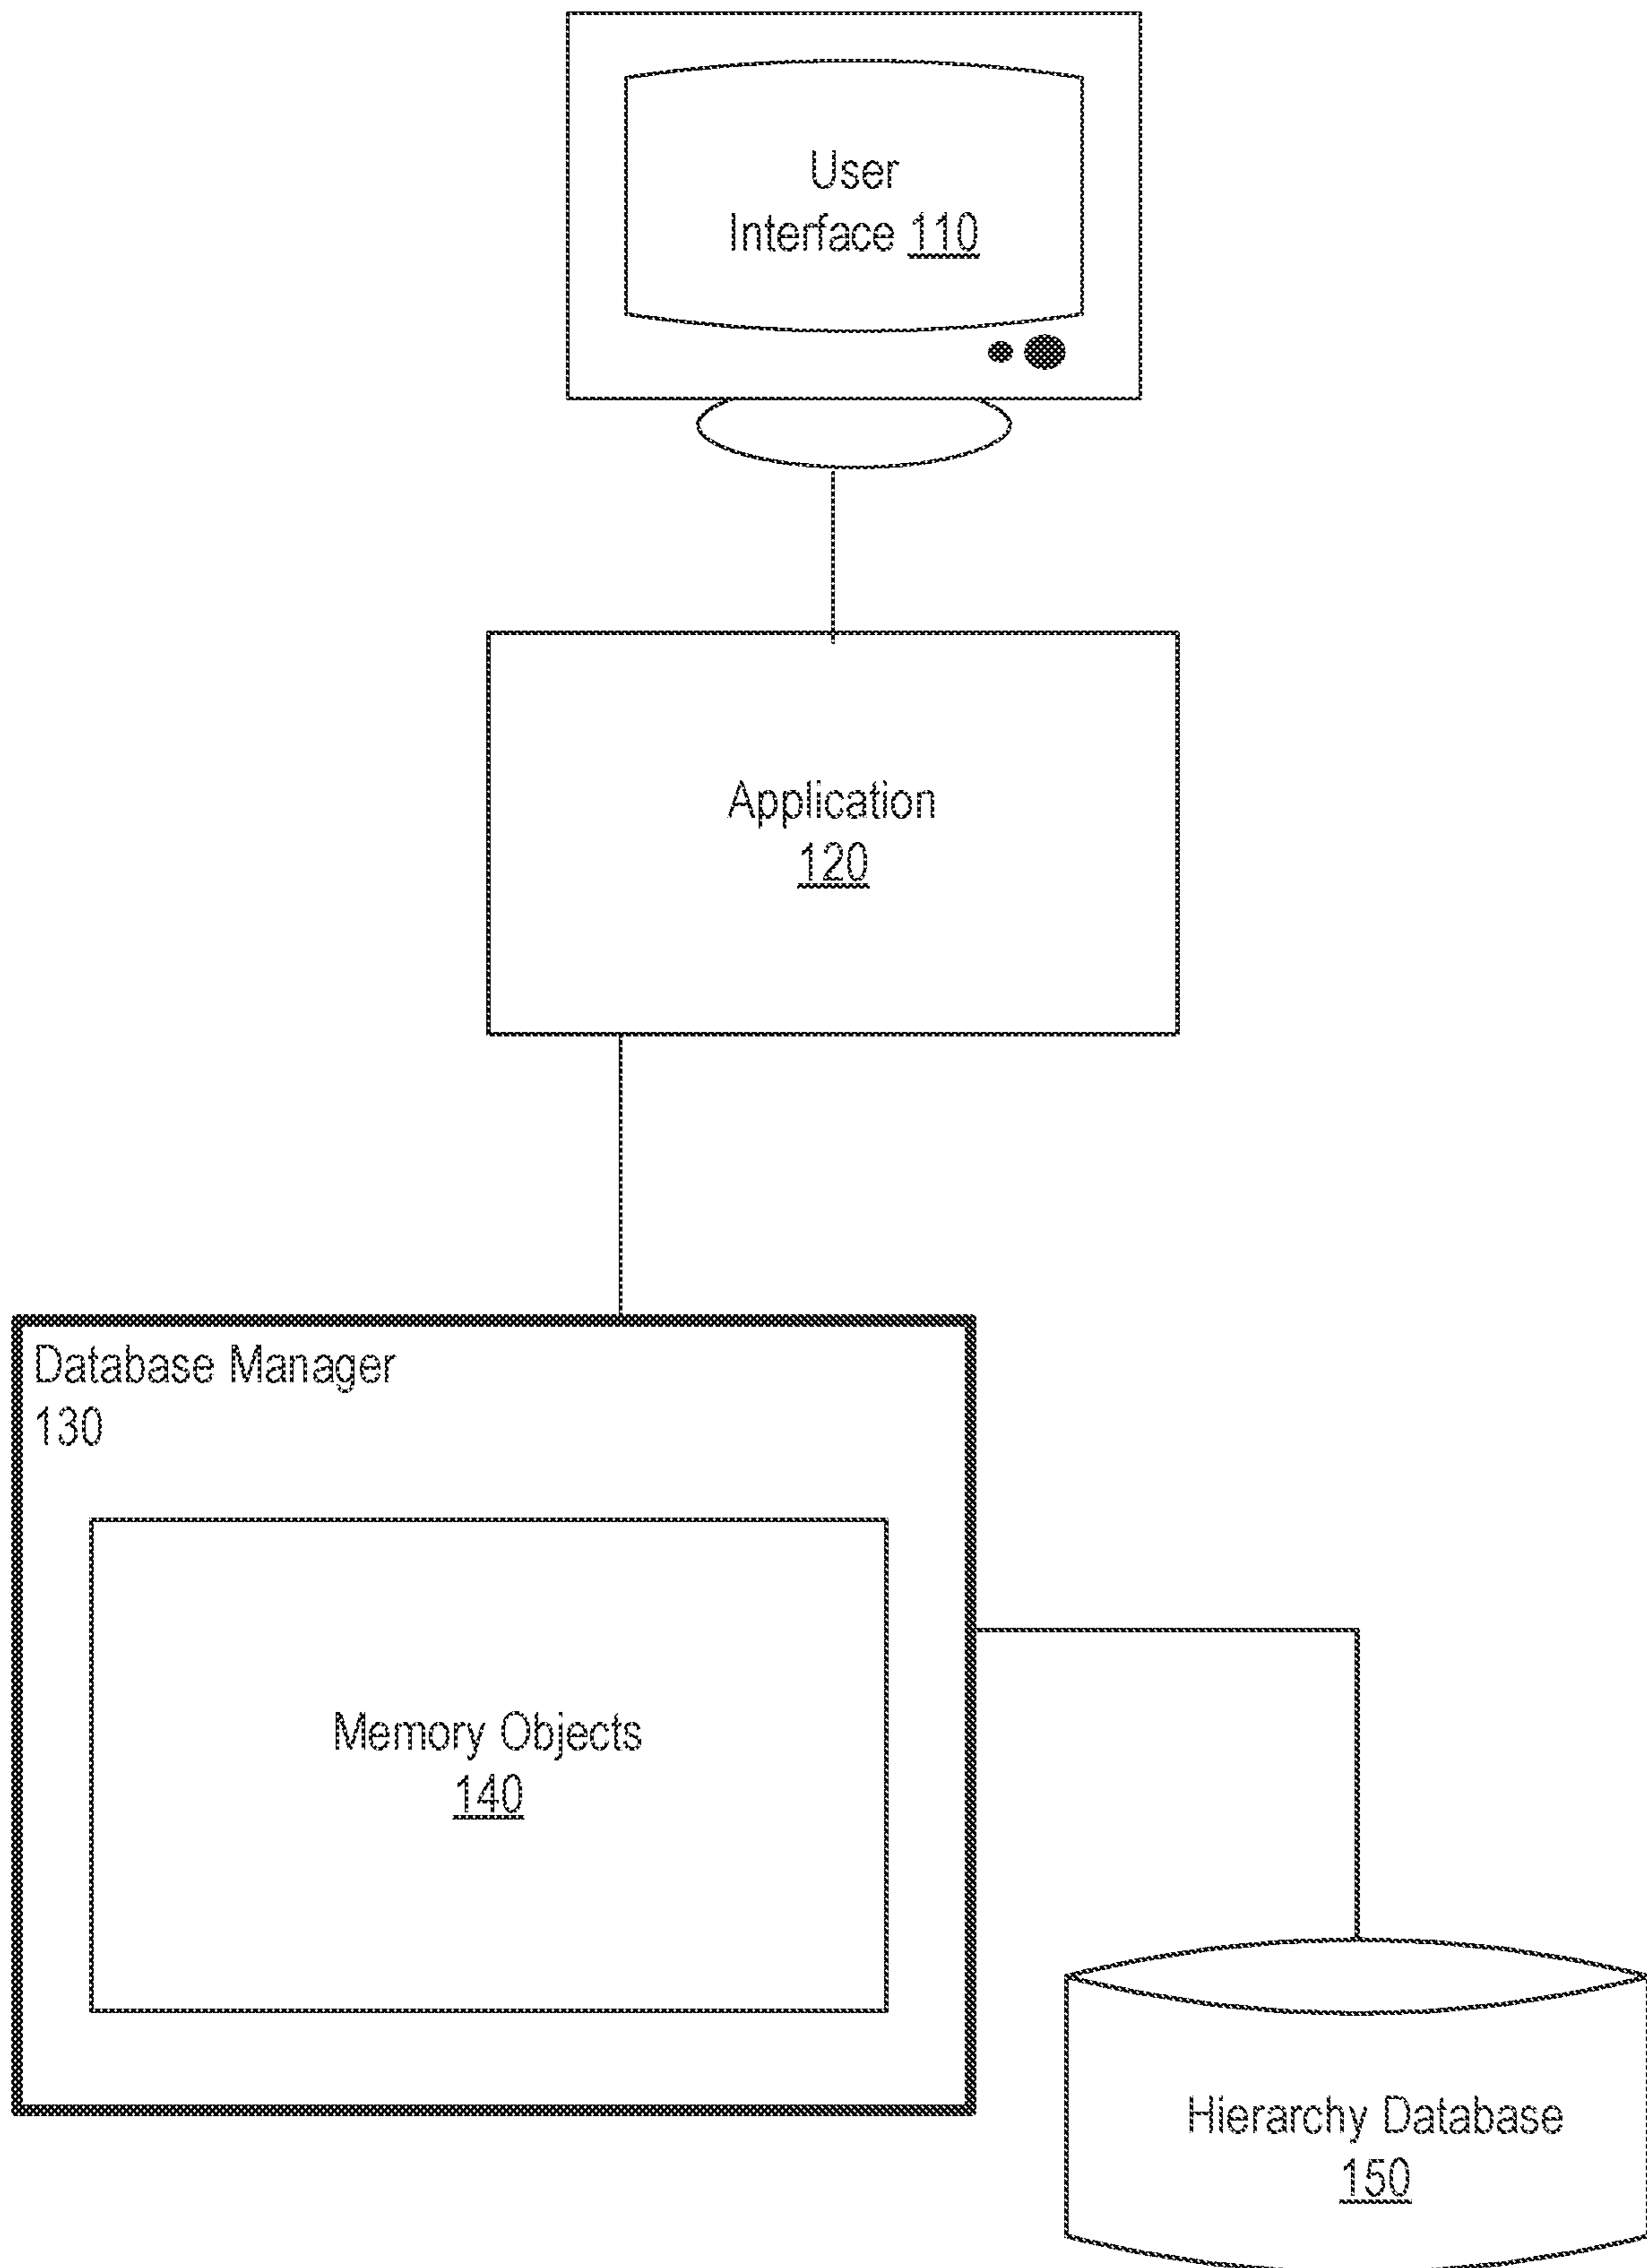 User
Interface 110
Application
120
Database Manager
130
Memory Objects
140
Hierarchy Database
150